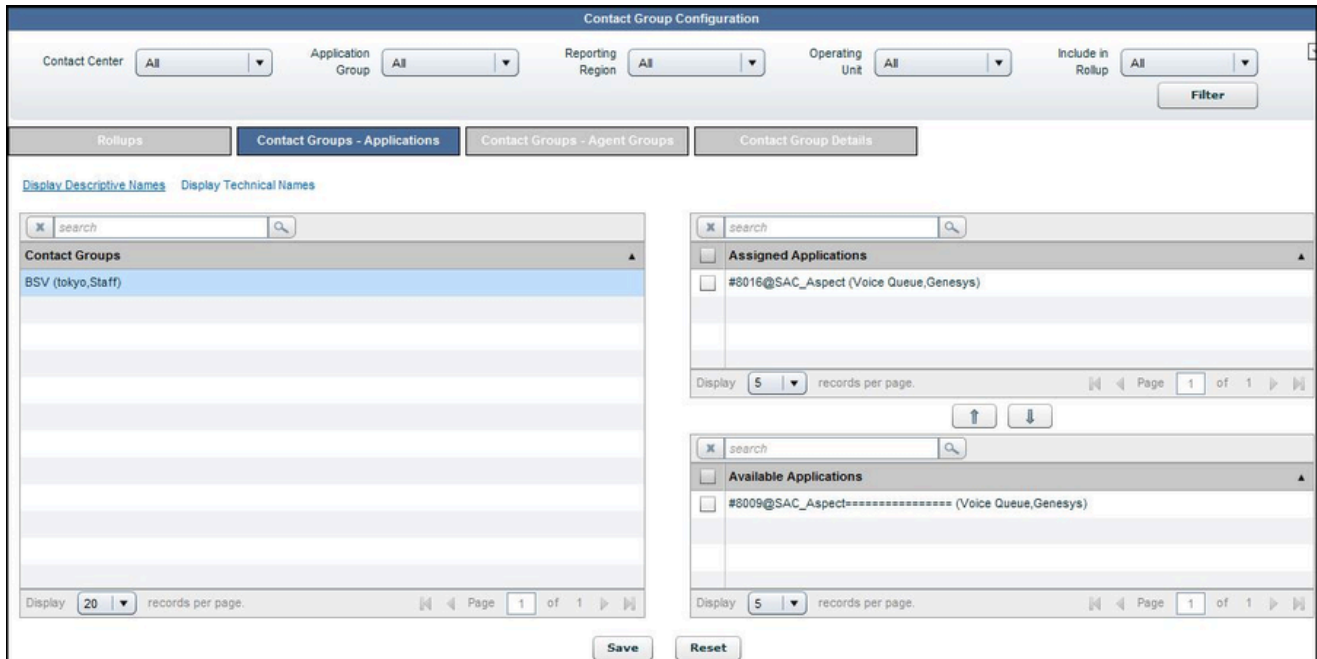 Contact Group Configuration
Contact Center All Application Group All Reporting Region All Operating Unit All Include in Rollup All
Filter
Rollups Contact Groups - Applications Contact Groups - Agent Groups Contact Group Details
Display Descriptive Names Display Technical Names
search
Contact Groups
BSV (tokyo,Staff)
Display 20 records per page. Page 1 of 1
search
Assigned Applications
#8016@SAC_Aspect (Voice Queue,Genesys)
Display 5 records per page. Page 1 of 1
search
Available Applications
#8009@SAC_Aspect================ (Voice Queue,Genesys)
Display 5 records per page. Page 1 of 1
Save Reset